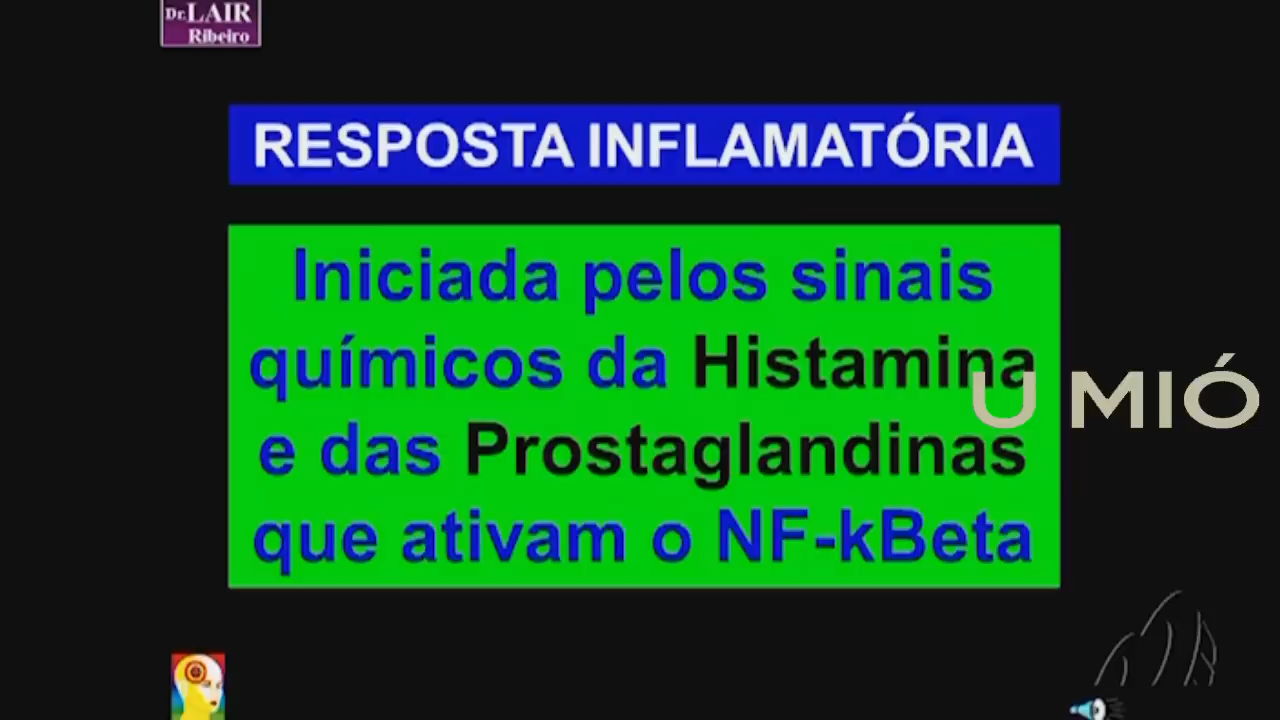 Dr. LAIR
Ribeiro
RESPOSTA INFLAMATÓRIA
Iniciada pelos sinais
químicos da Histamina
e das Prostaglandinas
que ativam o NF-kBeta
U MIÓ